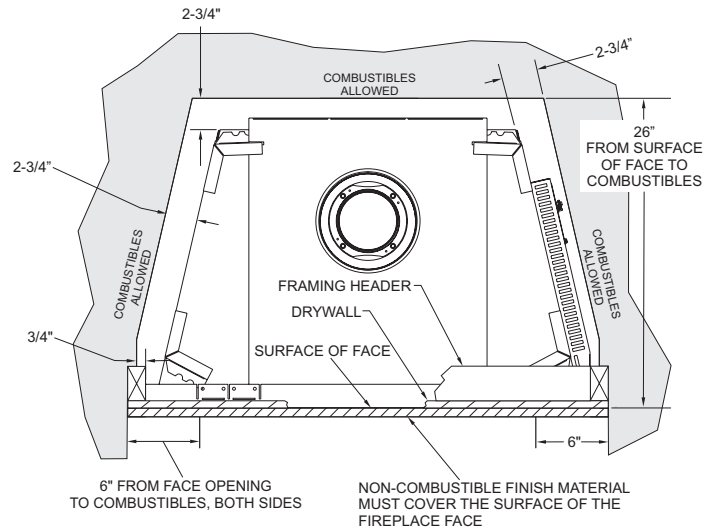 2-3/4"
2-3/4"
COMBUSTIBLES
ALLOWED
26"
FROM SURFACE
OF FACE TO
COMBUSTIBLES
2-3/4"
COMBUSTIBLES
ALLOWED
COMBUSTIBLES
ALLOWED
FRAMING HEADER
DRYWALL
SURFACE OF FACE
3/4"
6"
6" FROM FACE OPENING
TO COMBUSTIBLES, BOTH SIDES
NON-COMBUSTIBLE FINISH MATERIAL
MUST COVER THE SURFACE OF THE
FIREPLACE FACE